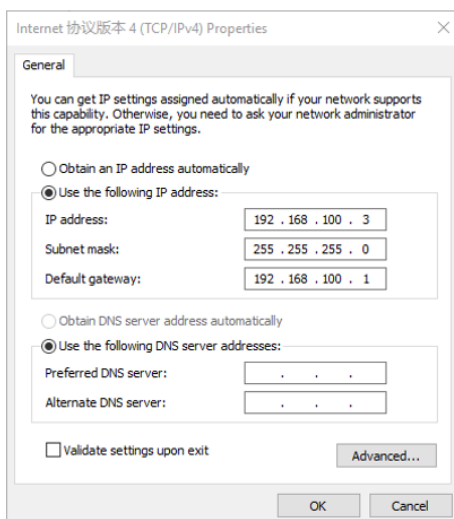 Internet 协议版本 4 (TCP/IPv4) Properties
General
You can get IP settings assigned automatically if your network supports
this capability. Otherwise, you need to ask your network administrator
for the appropriate IP settings.
Obtain an IP address automatically
Use the following IP address:
IP address: 192 . 168 . 100 . 3
Subnet mask: 255 . 255 . 255 . 0
Default gateway: 192 . 168 . 100 . 1
Obtain DNS server address automatically
Use the following DNS server addresses:
Preferred DNS server: . . .
Alternate DNS server: . . .
Validate settings upon exit
Advanced...
OK Cancel